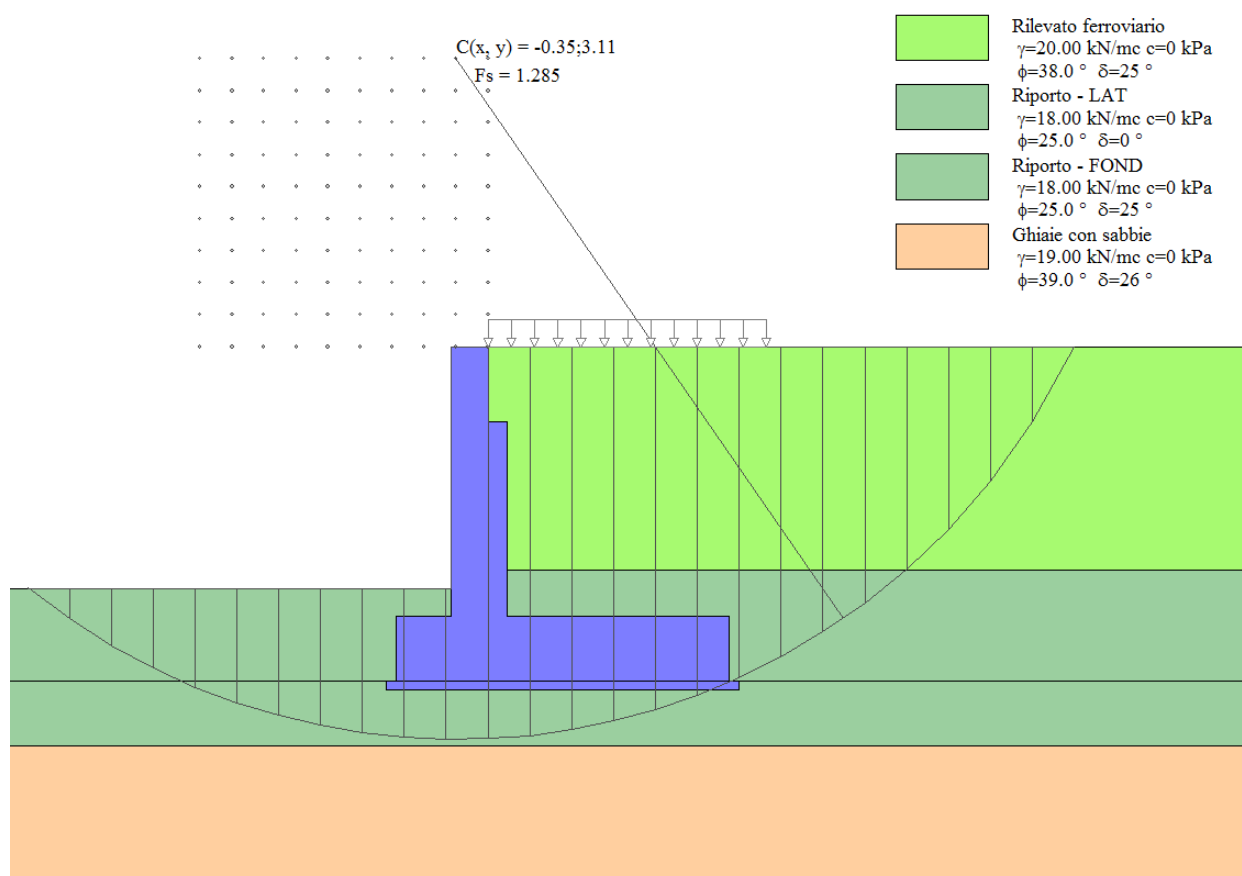 C(x, y) = -0.35;3.11
Fs = 1.285
Rilevato ferroviario
γ=20.00 kN/mc c=0 kPa
ϕ=38.0 ° δ=25 °
Riporto - LAT
γ=18.00 kN/mc c=0 kPa
ϕ=25.0 ° δ=0 °
Riporto - FOND
γ=18.00 kN/mc c=0 kPa
ϕ=25.0 ° δ=25 °
Ghiaie con sabbie
γ=19.00 kN/mc c=0 kPa
ϕ=39.0 ° δ=26 °